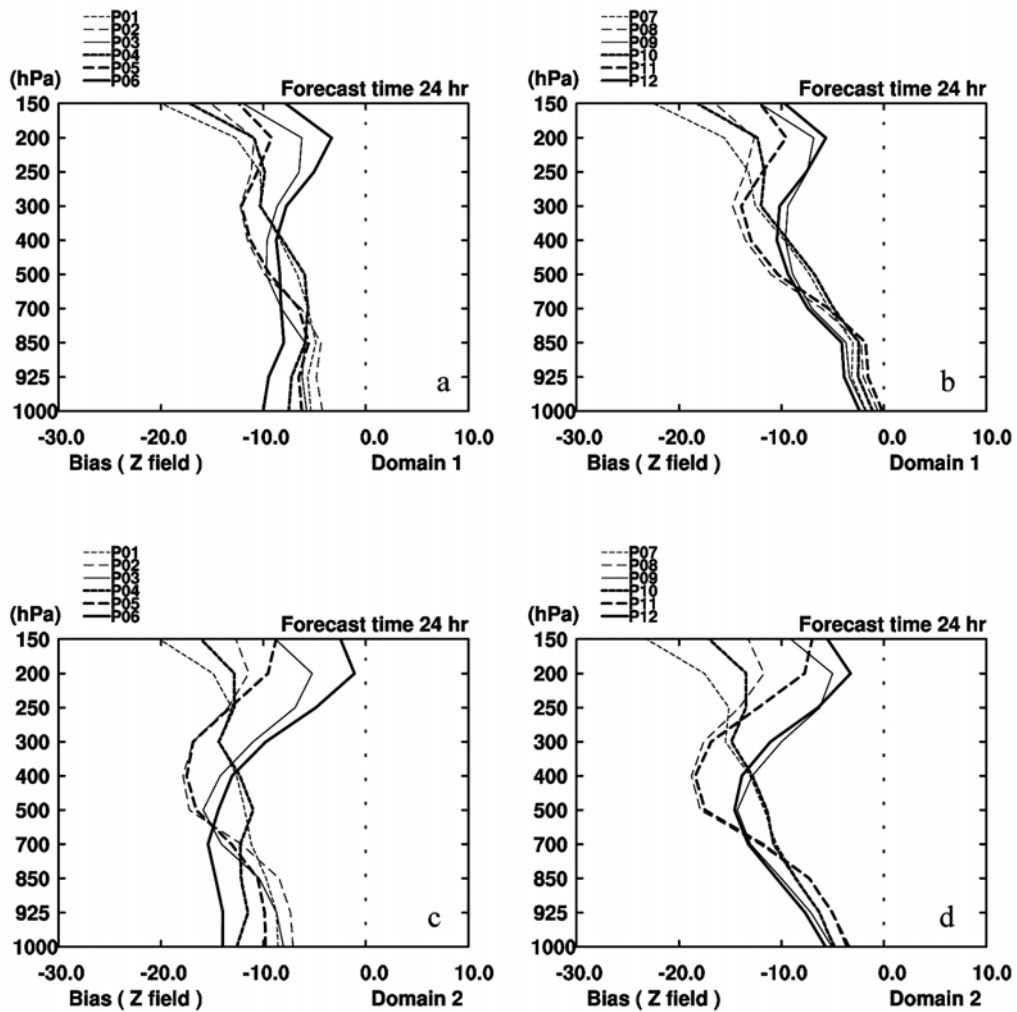 P01
P02
P03
P04
P05
P06
(hPa)
Forecast time 24 hr
150
200
250
300
400
500
700
850
925
1000
a
-30.0 -20.0 -10.0 0.0 10.0
Bias ( Z field ) Domain 1
P07
P08
P09
P10
P11
P12
(hPa)
Forecast time 24 hr
150
200
250
300
400
500
700
850
925
1000
b
-30.0 -20.0 -10.0 0.0 10.0
Bias ( Z field ) Domain 1
P01
P02
P03
P04
P05
P06
(hPa)
Forecast time 24 hr
150
200
250
300
400
500
700
850
925
1000
c
-30.0 -20.0 -10.0 0.0 10.0
Bias ( Z field ) Domain 2
P07
P08
P09
P10
P11
P12
(hPa)
Forecast time 24 hr
150
200
250
300
400
500
700
850
925
1000
d
-30.0 -20.0 -10.0 0.0 10.0
Bias ( Z field ) Domain 2